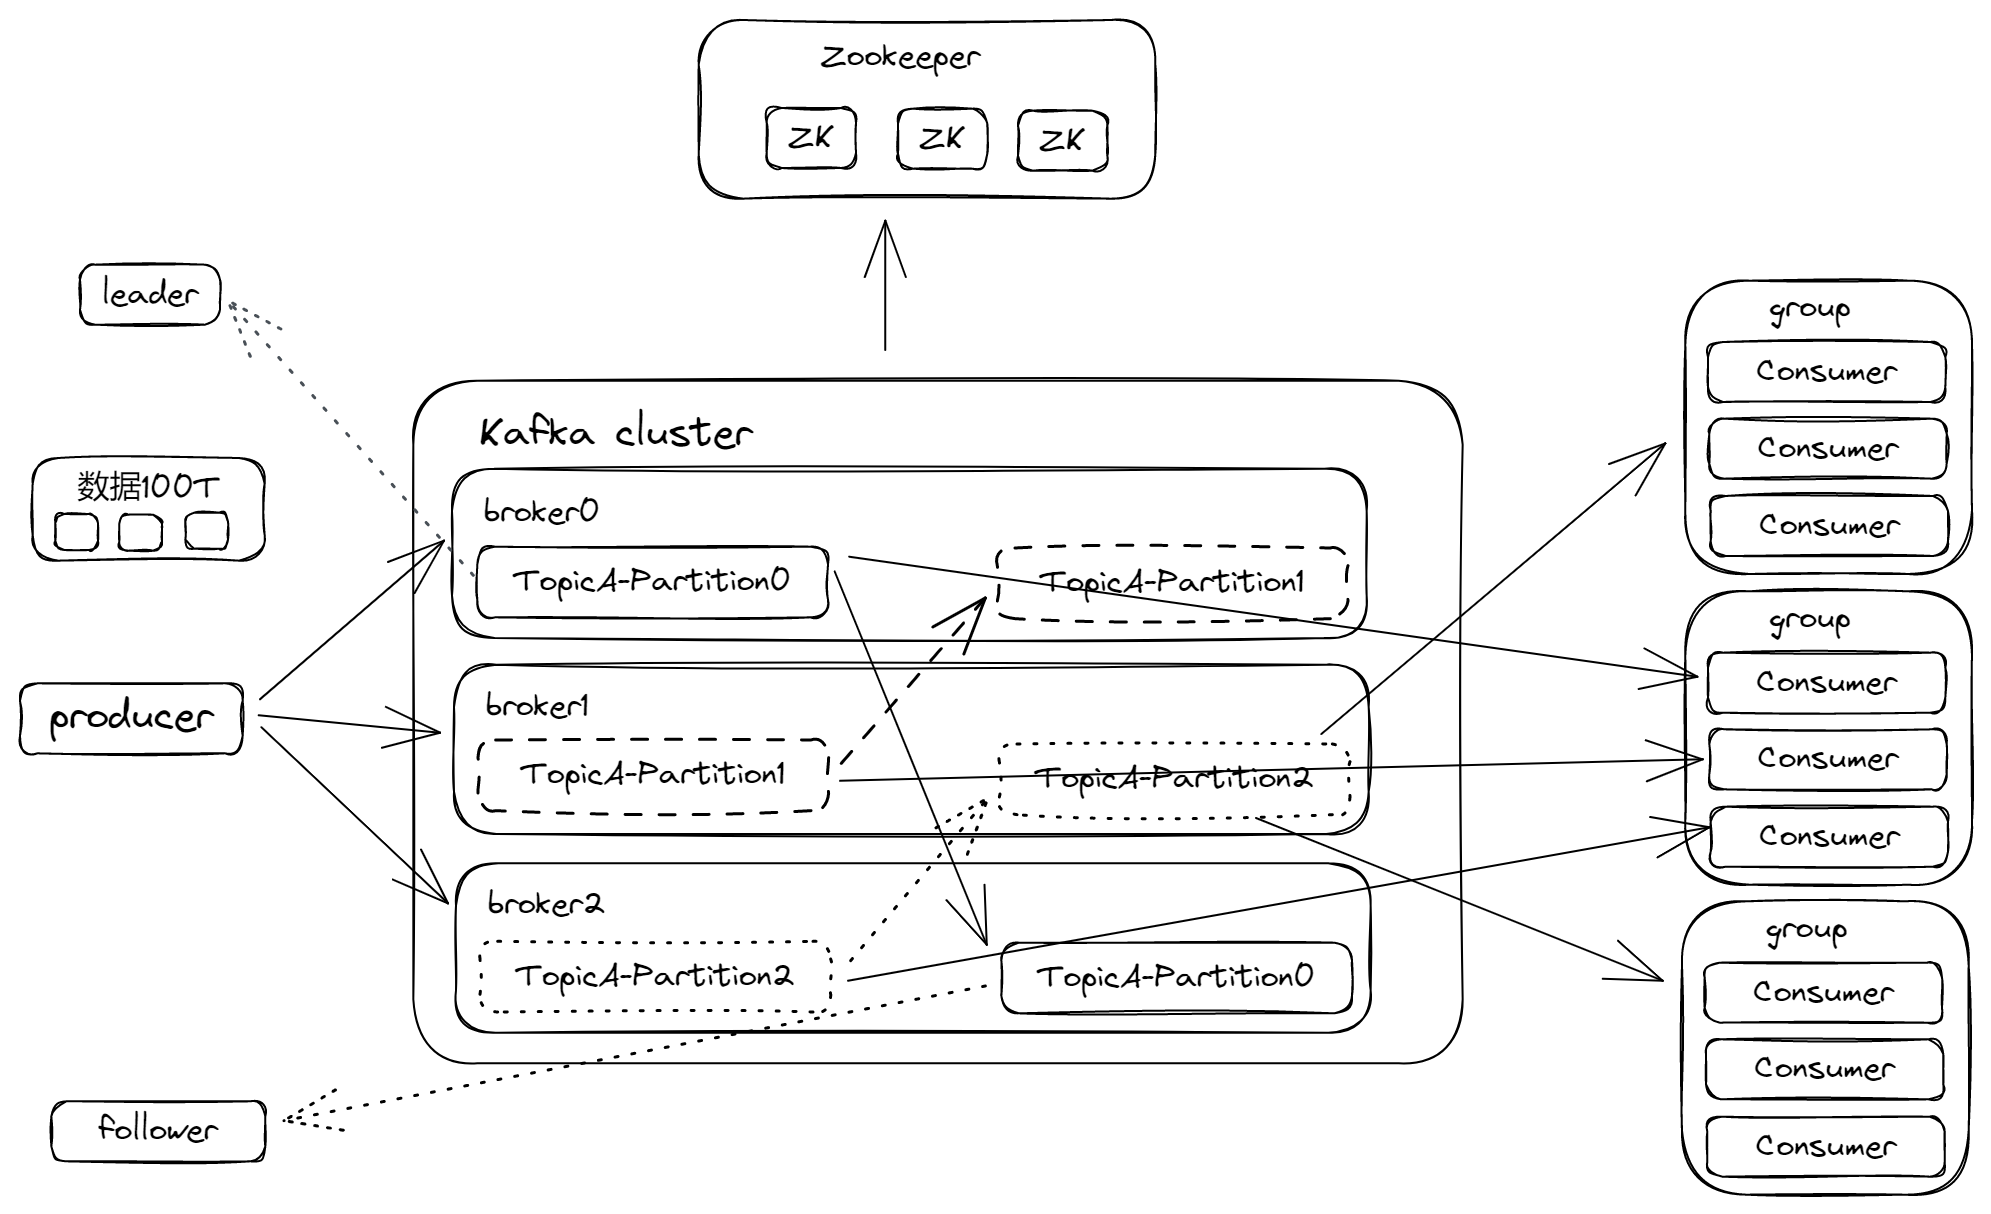 Zookeeper
ZK
ZK
ZK
leader
数据100T
producer
follower
Kafka cluster
broker0
TopicA-Partition0
TopicA-Partition1
broker1
TopicA-Partition1
TopicA-Partition2
broker2
TopicA-Partition2
TopicA-Partition0
group
Consumer
Consumer
Consumer
group
Consumer
Consumer
Consumer
group
Consumer
Consumer
Consumer